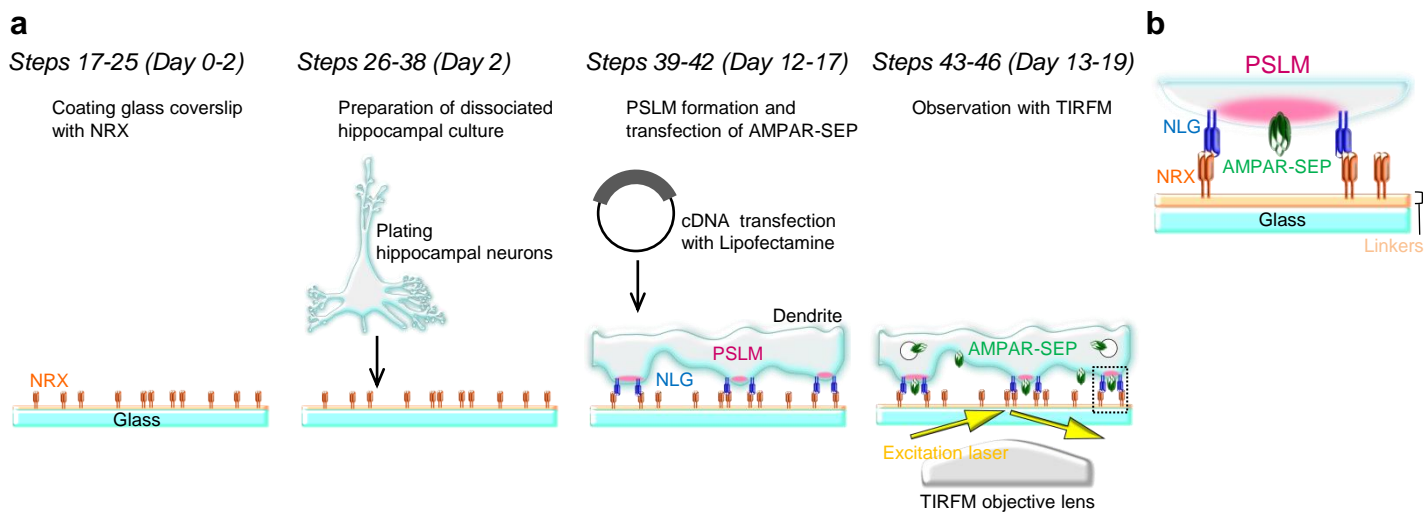 a
Steps 17-25 (Day 0-2)
Coating glass coverslip
with NRX
NRX
Glass
Steps 26-38 (Day 2)
Preparation of dissociated
hippocampal culture
Plating
hippocampal neurons
Steps 39-42 (Day 12-17)
PSLM formation and
transfection of AMPAR-SEP
cDNA transfection
with Lipofectamine
Dendrite
PSLM
NLG
Steps 43-46 (Day 13-19)
Observation with TIRFM
AMPAR-SEP
Excitation laser
TIRFM objective lens
b
PSLM
NLG
AMPAR-SEP
NRX
Glass
Linkers